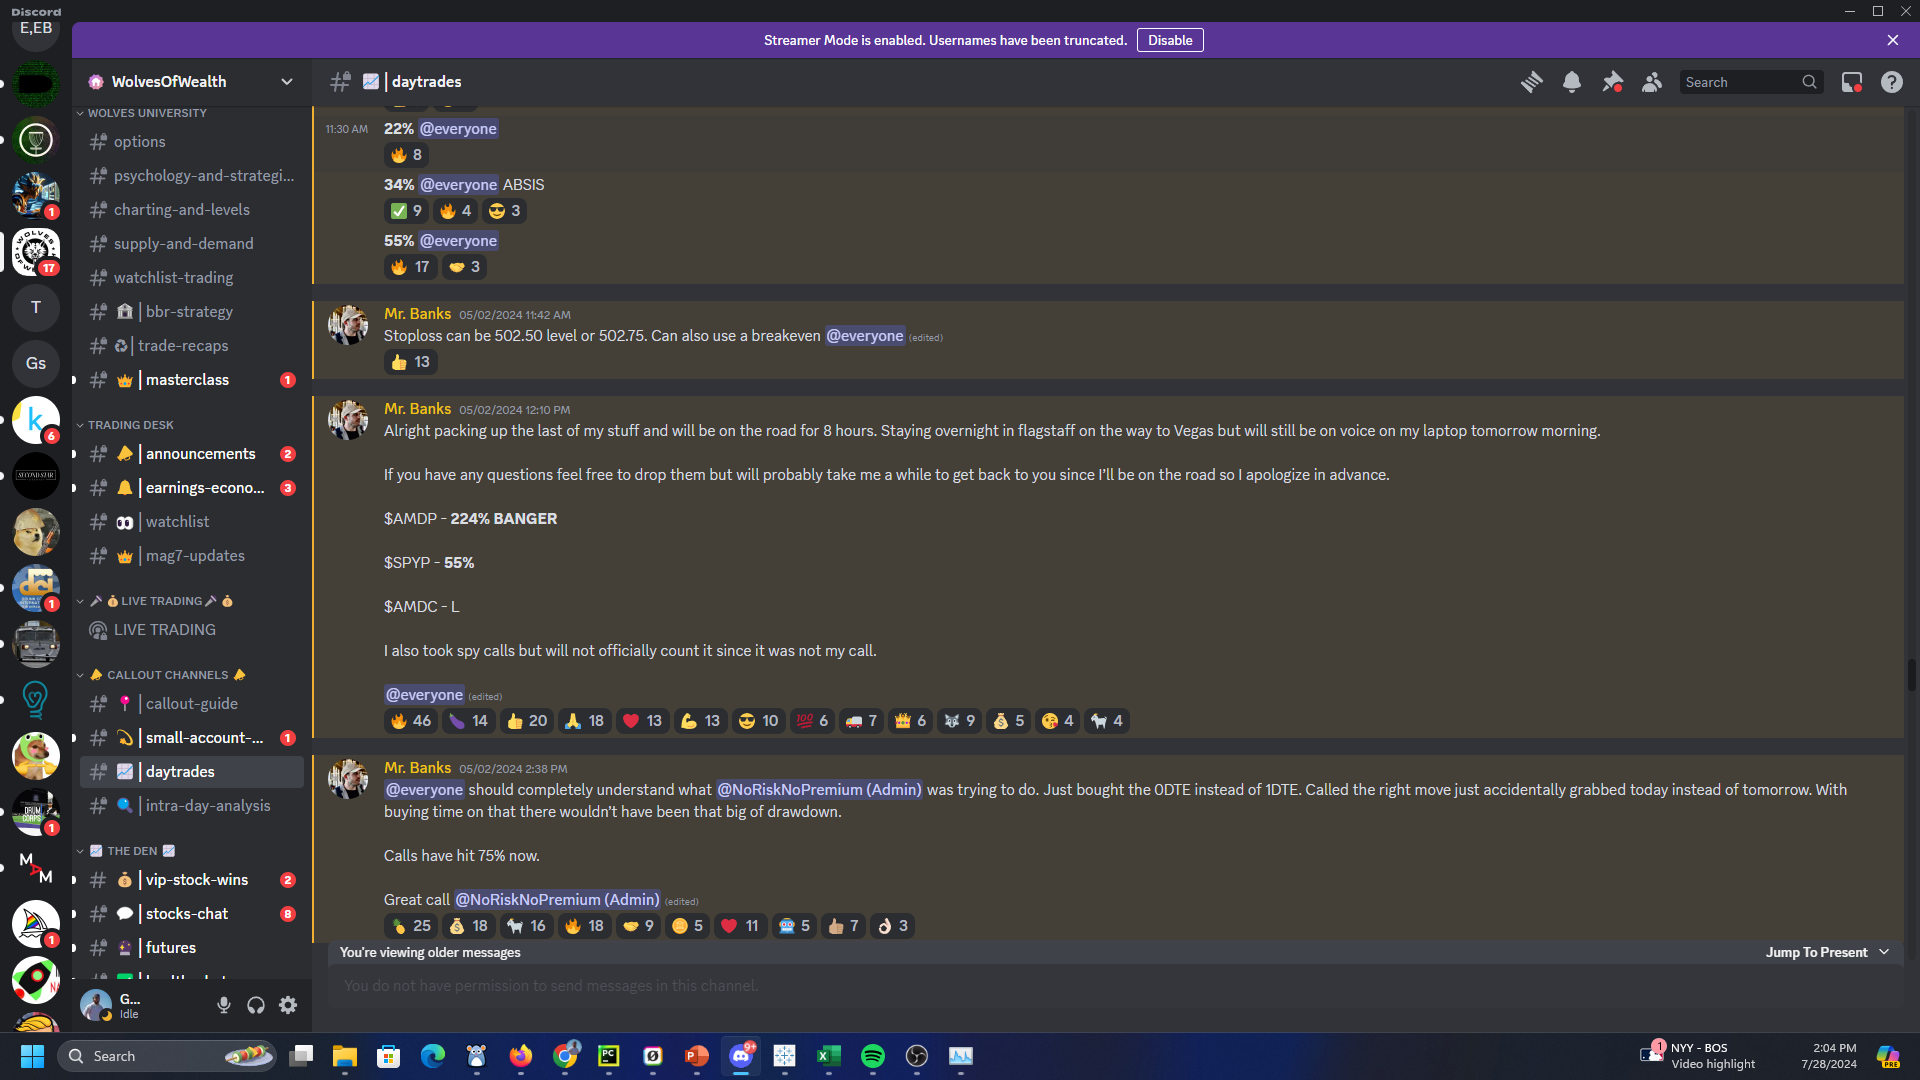 Discord
Streamer Mode is enabled. Usernames have been truncated.
Disable
E,EB
1
WOLVES
17
T
Gs
k
6
SECOND STAR
dci
1
DRUM CORPS
1
M A M
1
WolvesOfWealth
WOLVES UNIVERSITY
options
psychology-and-strategi...
charting-and-levels
supply-and-demand
watchlist-trading
| bbr-strategy
| trade-recaps
| masterclass 1
TRADING DESK
| announcements 2
| earnings-econo... 3
| watchlist
| mag7-updates
LIVE TRADING
LIVE TRADING
CALLOUT CHANNELS
| callout-guide
| small-account-... 1
| daytrades
| intra-day-analysis
THE DEN
| vip-stock-wins 2
| stocks-chat 8
| futures
G...
Idle
| daytrades
Search
11:30 AM 22% @everyone
8
34% @everyone ABSIS
9 4 3
55% @everyone
17 3
Mr. Banks 05/02/2024 11:42 AM
Stoploss can be 502.50 level or 502.75. Can also use a breakeven @everyone (edited)
13
Mr. Banks 05/02/2024 12:10 PM
Alright packing up the last of my stuff and will be on the road for 8 hours. Staying overnight in flagstaff on the way to Vegas but will still be on voice on my laptop tomorrow morning.
If you have any questions feel free to drop them but will probably take me a while to get back to you since I'll be on the road so I apologize in advance.
$AMDP - 224% BANGER
$SPYP - 55%
$AMDC - L
I also took spy calls but will not officially count it since it was not my call.
@everyone (edited)
46 14 20 18 13 13 10 100 6 7 6 9 5 4 4
Mr. Banks 05/02/2024 2:38 PM
@everyone should completely understand what @NoRiskNoPremium (Admin) was trying to do. Just bought the 0DTE instead of 1DTE. Called the right move just accidentally grabbed today instead of tomorrow. With
buying time on that there wouldn't have been that big of drawdown.
Calls have hit 75% now.
Great call @NoRiskNoPremium (Admin) (edited)
25 18 16 18 9 5 11 5 7 3
You're viewing older messages
Jump To Present
You do not have permission to send messages in this channel.
Search
PC
P
9+
X
1
NYY - BOS
Video highlight
2:04 PM
7/28/2024
PRE